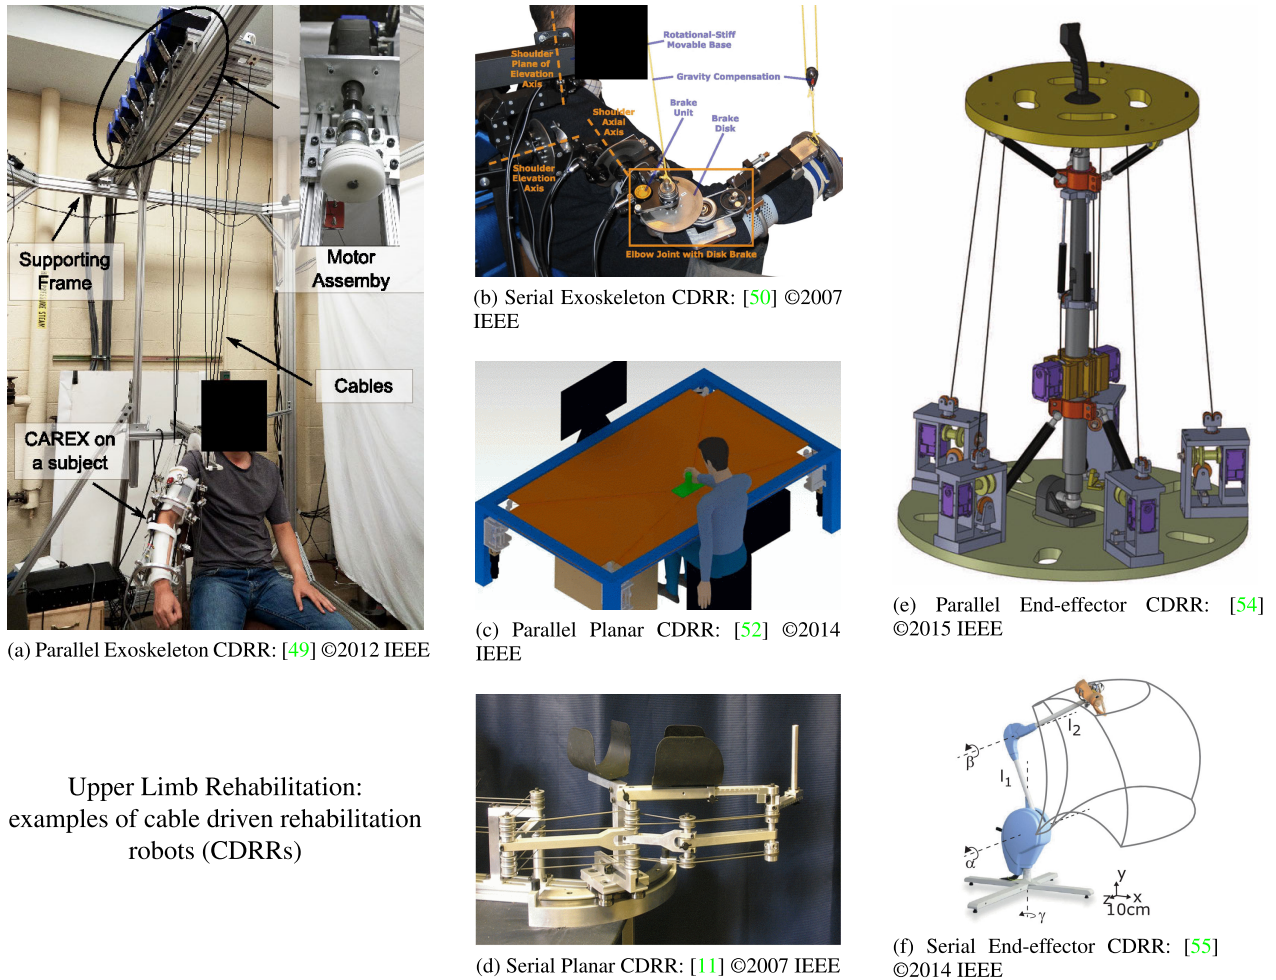 Supporting
Frame
Motor
Assemby
Cables
CAREX on
a subject
(a) Parallel Exoskeleton CDRR: [49] ©2012 IEEE
Upper Limb Rehabilitation:
examples of cable driven rehabilitation
robots (CDRRs)
Rotational-Stiff
Movable Base
Shoulder
Plane of
Elevation
Axis
Gravity Compensation
Shoulder
Axial
Axis
Brake
Unit
Brake
Disk
Shoulder
Elevation
Axis
Elbow Joint with Disk Brake
(b) Serial Exoskeleton CDRR: [50] ©2007
IEEE
(c) Parallel Planar CDRR: [52] ©2014
IEEE
(d) Serial Planar CDRR: [11] ©2007 IEEE
(e) Parallel End-effector CDRR: [54]
©2015 IEEE
l2
β
l1
α
y
z x
10cm
γ
(f) Serial End-effector CDRR: [55]
©2014 IEEE